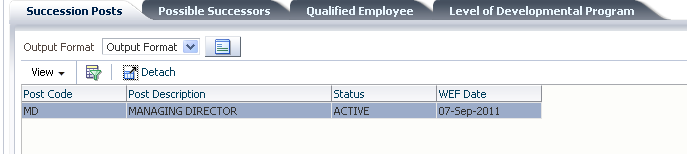 Succession Posts Possible Successors Qualified Employee Level of Developmental Program
Output Format Output Format
View Detach
Post Code Post Description Status WEF Date
MD MANAGING DIRECTOR ACTIVE 07-Sep-2011